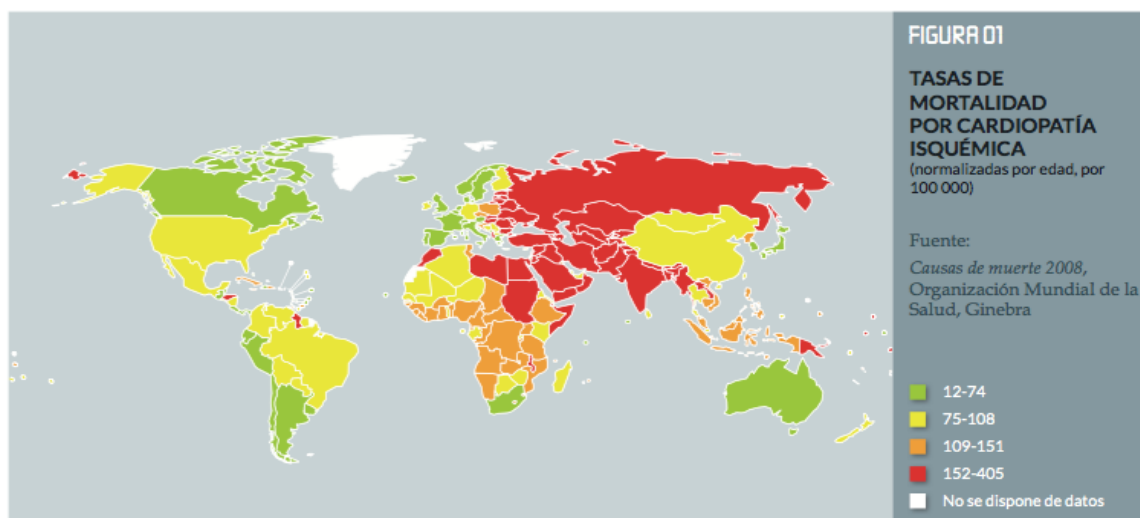 FIGURA 01
TASAS DE
MORTALIDAD
POR CARDIOPATÍA
ISQUÉMICA
(normalizadas por edad, por
100 000)
Fuente:
Causas de muerte 2008,
Organización Mundial de la
Salud, Ginebra
12-74
75-108
109-151
152-405
No se dispone de datos